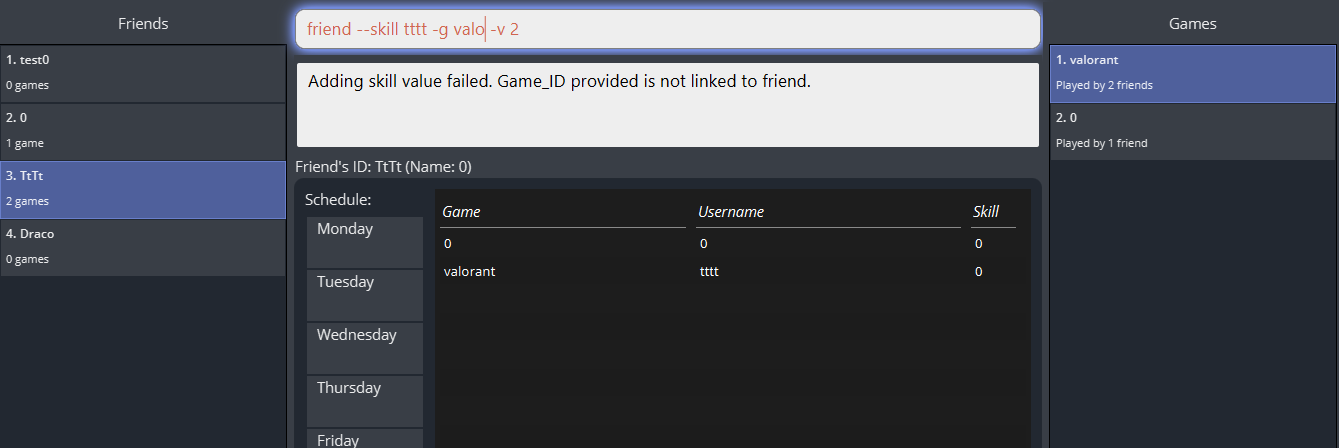 Friends
1. test0
0 games
2. 0
1 game
3. TtTt
2 games
4. Draco
0 games
friend --skill tttt -g valo -v 2
Adding skill value failed. Game_ID provided is not linked to friend.
Friend's ID: TtTt (Name: 0)
Schedule:
Monday
Tuesday
Wednesday
Thursday
Friday
Game Username Skill
0 0 0
valorant tttt 0
Games
1. valorant
Played by 2 friends
2. 0
Played by 1 friend